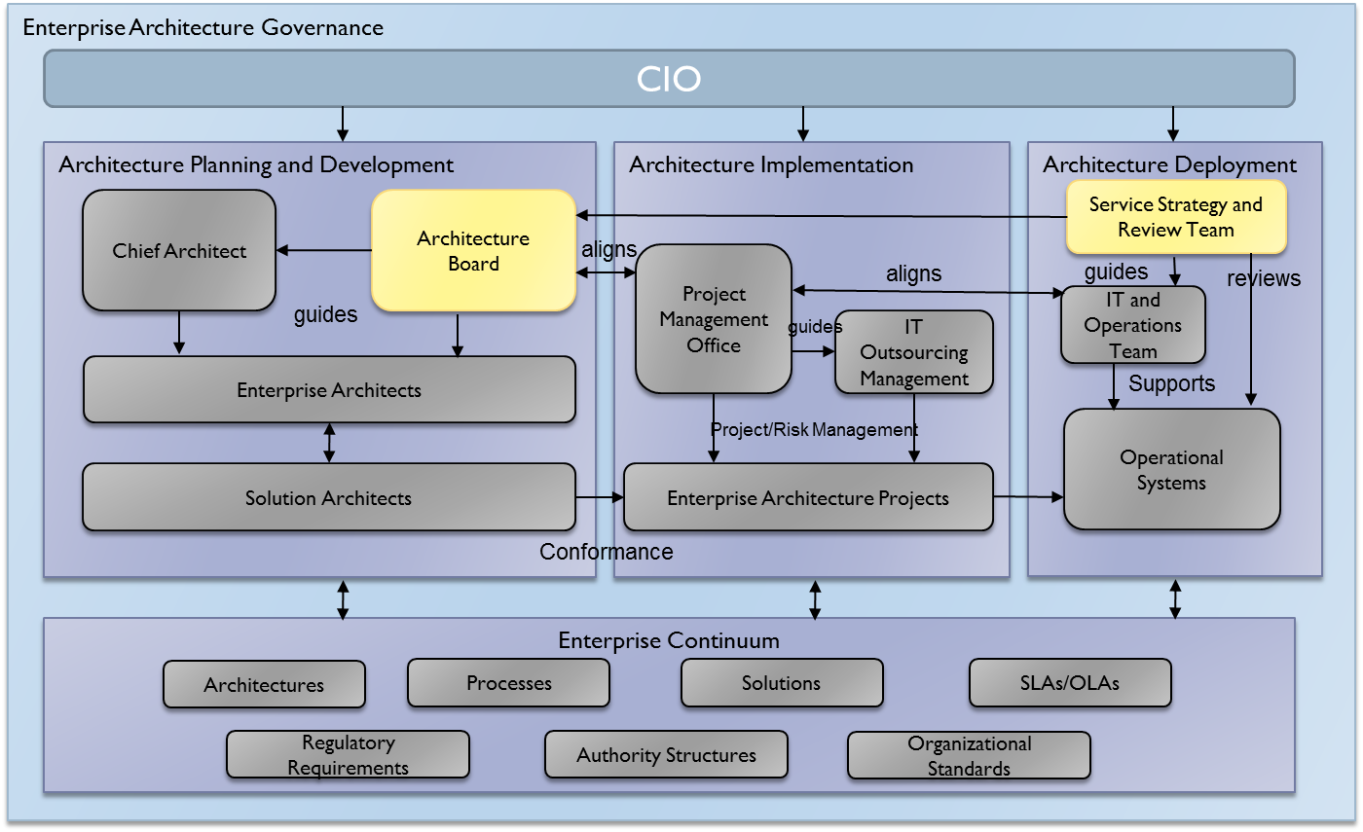 Enterprise Architecture Governance
CIO
Architecture Planning and Development
Chief Architect
Architecture
Board
guides
Enterprise Architects
Solution Architects
aligns
Conformance
Architecture Implementation
Project
Management
Office
guides
IT
Outsourcing
Management
Project/Risk Management
Enterprise Architecture Projects
aligns
Architecture Deployment
Service Strategy and
Review Team
guides
reviews
IT and
Operations
Team
Supports
Operational
Systems
Enterprise Continuum
Architectures
Processes
Solutions
SLAs/OLAs
Regulatory
Requirements
Authority Structures
Organizational
Standards